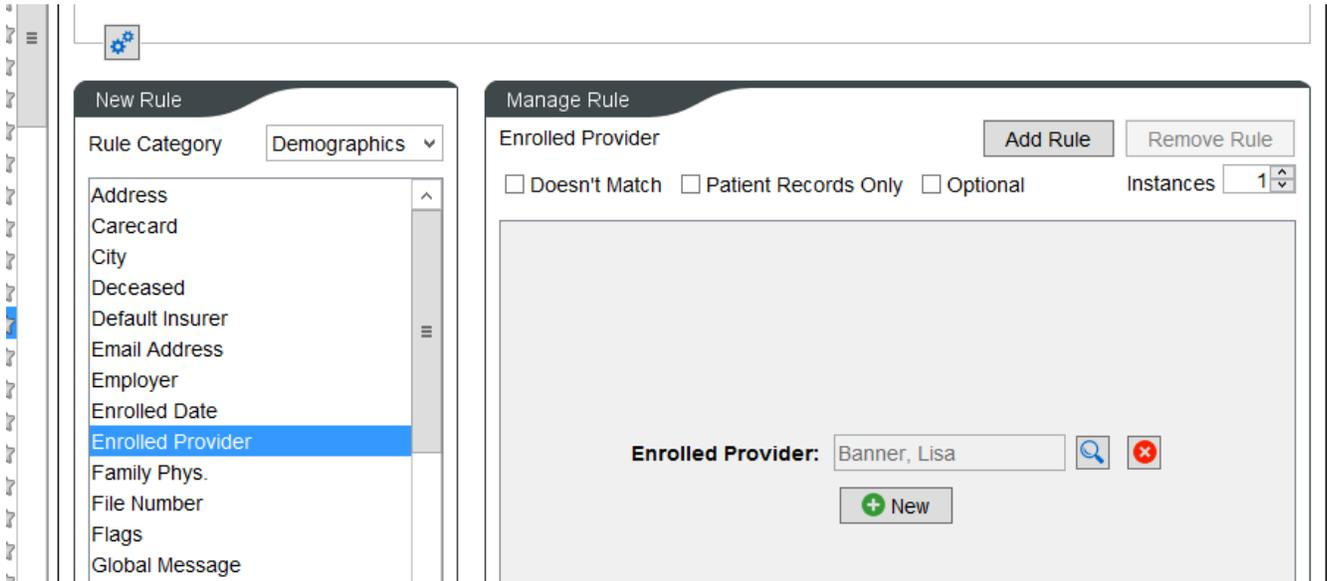 New Rule
Rule Category Demographics
Address
Carecard
City
Deceased
Default Insurer
Email Address
Employer
Enrolled Date
Enrolled Provider
Family Phys.
File Number
Flags
Global Message
Manage Rule
Enrolled Provider Add Rule Remove Rule
Doesn't Match Patient Records Only Optional Instances 1
Enrolled Provider: Banner, Lisa
New